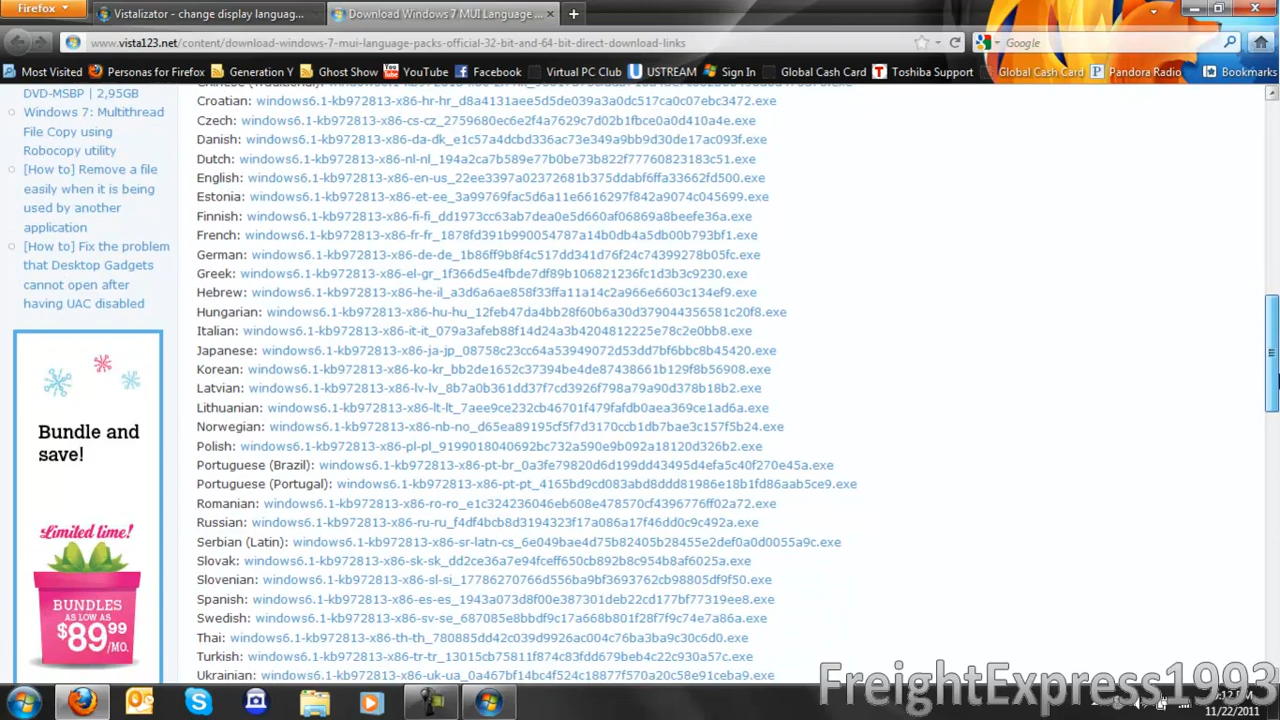 Firefox
Vistalizator - change display languag...
Download Windows 7 MUI Language ...
www.vista123.net/content/download-windows-7-mui-language-packs-official-32-bit-and-64-bit-direct-download-links
Google
Most Visited
Personas for Firefox
Generation Y
Ghost Show
YouTube
Facebook
Virtual PC Club
USTREAM
Sign In
Global Cash Card
Toshiba Support
Global Cash Card
Pandora Radio
Bookmarks
DVD-MSBP | 2,95GB
Windows 7: Multithread
File Copy using
Robocopy utility
[How to] Remove a file
easily when it is being
used by another
application
[How to] Fix the problem
that Desktop Gadgets
cannot open after
having UAC disabled
Bundle and
save!
Limited time!
BUNDLES
AS LOW AS
$89.99
/MO.
Croatian: windows6.1-kb972813-x86-hr-hr_d8a4131aee5d5de039a3a0dc517ca0c07ebc3472.exe
Czech: windows6.1-kb972813-x86-cs-cz_2759680ec6e2f4a7629c7d02b1fbce0a0d410a4e.exe
Danish: windows6.1-kb972813-x86-da-dk_e1c57a4dcbd336ac73e349a9bb9d30de17ac093f.exe
Dutch: windows6.1-kb972813-x86-nl-nl_194a2ca7b589e77b0be73b822f77760823183c51.exe
English: windows6.1-kb972813-x86-en-us_22ee3397a02372681b375ddabf6ffa33662fd500.exe
Estonia: windows6.1-kb972813-x86-et-ee_3a99769fac5d6a11e6616297f842a9074c045699.exe
Finnish: windows6.1-kb972813-x86-fi-fi_dd1973cc63ab7dea0e5d660af06869a8beefe36a.exe
French: windows6.1-kb972813-x86-fr-fr_1878fd391b990054787a14b0db4a5db00b793bf1.exe
German: windows6.1-kb972813-x86-de-de_1b86ff9b8f4c517dd341d76f24c74399278b05fc.exe
Greek: windows6.1-kb972813-x86-el-gr_1f366d5e4fbde7df89b106821236fc1d3b3c9230.exe
Hebrew: windows6.1-kb972813-x86-he-il_a3d6a6ae858f33ffa11a14c2a966e6603c134ef9.exe
Hungarian: windows6.1-kb972813-x86-hu-hu_12feb47da4bb28f60b6a30d379044356581c20f8.exe
Italian: windows6.1-kb972813-x86-it-it_079a3afeb88f14d24a3b4204812225e78c2e0bb8.exe
Japanese: windows6.1-kb972813-x86-ja-jp_08758c23cc64a53949072d53dd7bf6bbc8b45420.exe
Korean: windows6.1-kb972813-x86-ko-kr_bb2de1652c37394be4de87438661b129f8b56908.exe
Latvian: windows6.1-kb972813-x86-lv-lv_8b7a0b361dd37f7cd3926f798a79a90d378b18b2.exe
Lithuanian: windows6.1-kb972813-x86-lt-lt_7aee9ce232cb46701f479fafdb0aea369ce1ad6a.exe
Norwegian: windows6.1-kb972813-x86-nb-no_d65ea89195cf5f7d3170ccb1db7bae3c157f5b24.exe
Polish: windows6.1-kb972813-x86-pl-pl_9199018040692bc732a590e9b092a18120d326b2.exe
Portuguese (Brazil): windows6.1-kb972813-x86-pt-br_0a3fe79820d6d199dd43495d4efa5c40f270e45a.exe
Portuguese (Portugal): windows6.1-kb972813-x86-pt-pt_4165bd9cd083abd8ddd81986e18b1fd86aab5ce9.exe
Romanian: windows6.1-kb972813-x86-ro-ro_e1c324236046eb608e478570cf4396776ff02a72.exe
Russian: windows6.1-kb972813-x86-ru-ru_f4df4bcb8d3194323f17a086a17f46dd0c9c492a.exe
Serbian (Latin): windows6.1-kb972813-x86-sr-latn-cs_6e049bae4d75b82405b28455e2def0a0d0055a9c.exe
Slovak: windows6.1-kb972813-x86-sk-sk_dd2ce36a7e94fceff650cb892b8c954b8af6025a.exe
Slovenian: windows6.1-kb972813-x86-sl-si_17786270766d556ba9bf3693762cb98805df9f50.exe
Spanish: windows6.1-kb972813-x86-es-es_1943a073d8f00e387301deb22cd177bf77319ee8.exe
Swedish: windows6.1-kb972813-x86-sv-se_687085e8bbdf9c17a668b801f28f7f9c74e7a86a.exe
Thai: windows6.1-kb972813-x86-th-th_780885dd42c039d9926ac004c76ba3ba9c30c6d0.exe
Turkish: windows6.1-kb972813-x86-tr-tr_13015cb75811f874c83fdd679beb4c22c930a57c.exe
Ukrainian: windows6.1-kb972813-x86-uk-ua_0a467bf14bc4f524c18877f570a20c58e91ceba9.exe
FreightExpress1993
:12 PM
11/22/2011